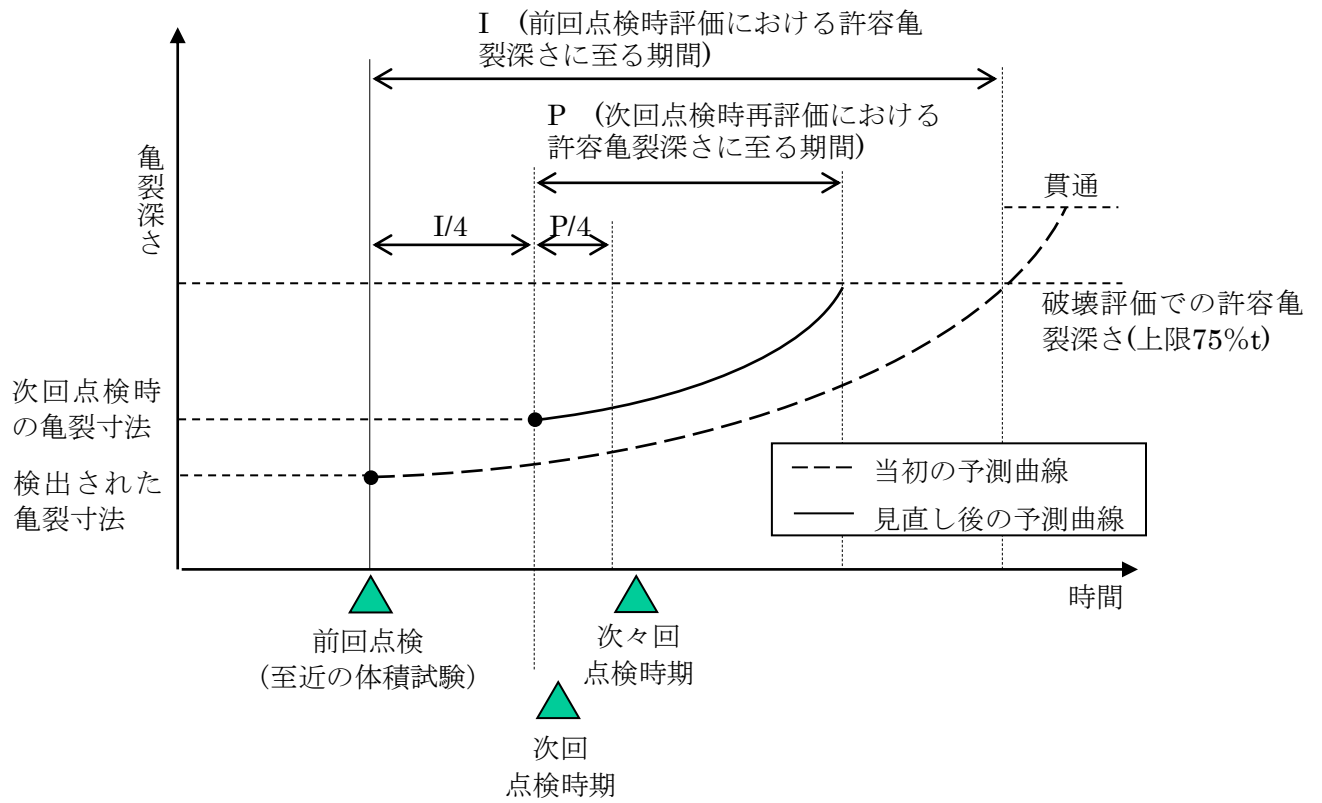 I (前回点検時評価における許容亀
裂深さに至る期間)
P (次回点検時再評価における
許容亀裂深さに至る期間)
亀裂深さ
貫通
I/4
P/4
破壊評価での許容亀
裂深さ(上限75%t)
次回点検時
の亀裂寸法
検出された
亀裂寸法
当初の予測曲線
見直し後の予測曲線
時間
前回点検
(至近の体積試験)
次々回
点検時期
次回
点検時期